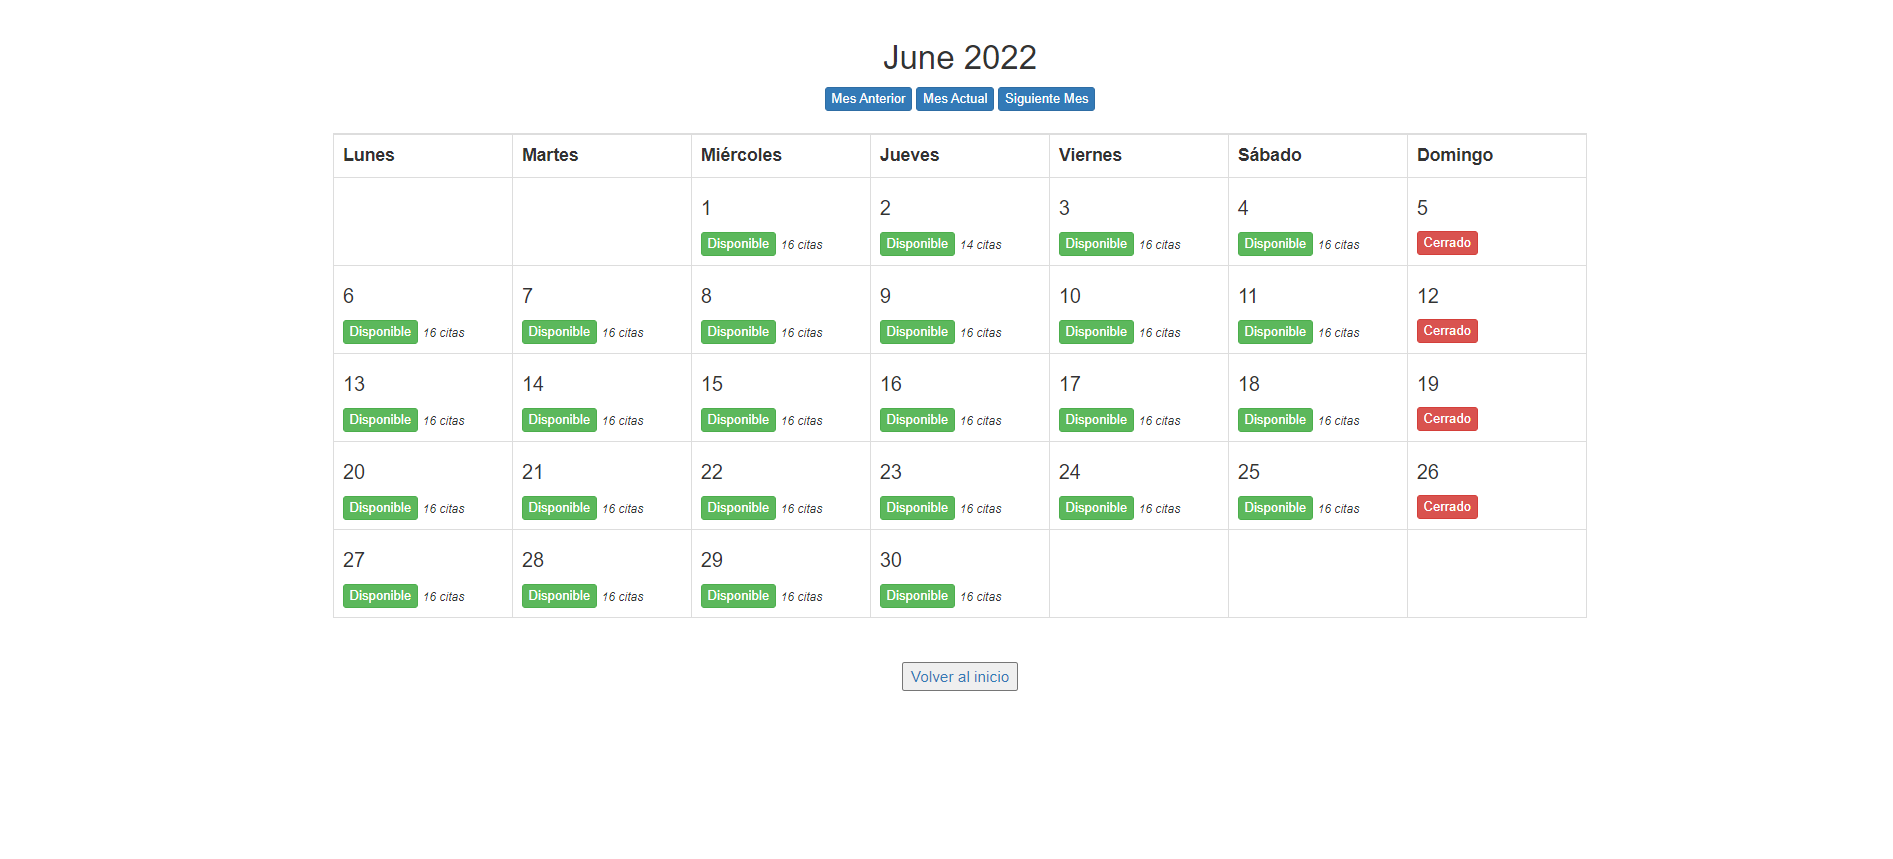 June 2022
Mes Anterior Mes Actual Siguiente Mes
Lunes Martes Miércoles Jueves Viernes Sábado Domingo
1 2 3 4 5
Disponible 16 citas Disponible 14 citas Disponible 16 citas Disponible 16 citas Cerrado
6 7 8 9 10 11 12
Disponible 16 citas Disponible 16 citas Disponible 16 citas Disponible 16 citas Disponible 16 citas Disponible 16 citas Cerrado
13 14 15 16 17 18 19
Disponible 16 citas Disponible 16 citas Disponible 16 citas Disponible 16 citas Disponible 16 citas Disponible 16 citas Cerrado
20 21 22 23 24 25 26
Disponible 16 citas Disponible 16 citas Disponible 16 citas Disponible 16 citas Disponible 16 citas Disponible 16 citas Cerrado
27 28 29 30
Disponible 16 citas Disponible 16 citas Disponible 16 citas Disponible 16 citas
Volver al inicio